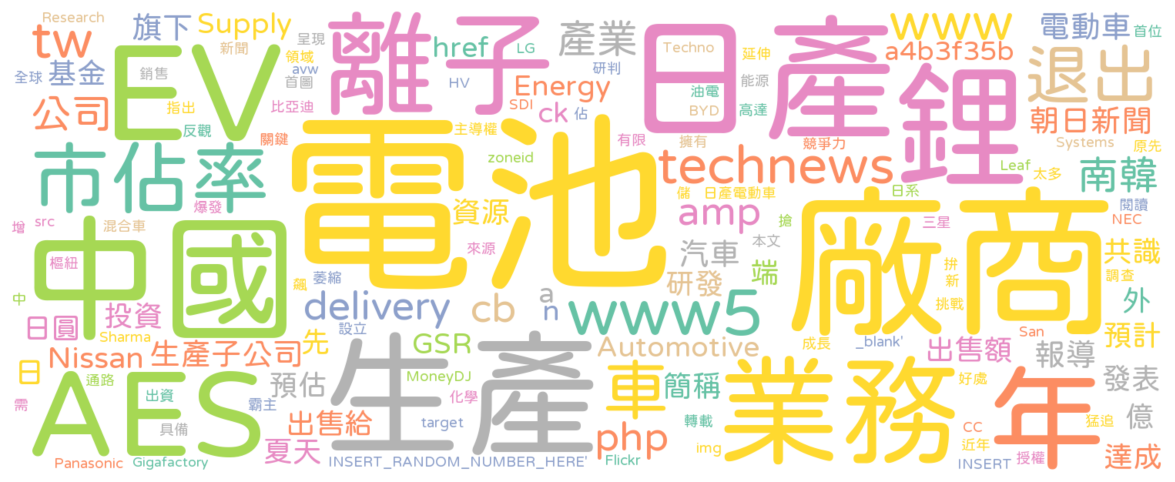 Research
旗下
Supply
tw
新聞
EV
離子
呈現
LG
href
產業
日產
Techno
延伸
www
a4b3f35b
電動車
首位
全球
基金
銷售
領域
avw
首圖
HV
研判
油電
能源
退出
公司
指出
反觀
比亞迪
Energy
SDI
ck
佔
BYD
高達
鋰
朝日新聞
市佔率
關鍵
電池
主導權
zoneid
有限
擁有
競爭力
Systems
原先
technews
Leaf
太多
南韓
爆發
資源
儲
日產電動車
日系
閱讀
增
src
混合車
amp
搶
三星
NEC
中國
樞紐
來源
汽車
本文
廠商
共識
飆
萎縮
研發
端
拚
新
調查
中
日圓
投資
delivery
cb
an
www5
挑戰
外
Sharma
設立
San
預計
Nissan
生產子公司
先
GSR
Automotive
成長
_blank'
出售額
報導
日
AES
通路
預估
生產
MoneyDJ
車
簡稱
業務
好處
年
發表
需
出資
霸主
化學
億
具備
出售給
target
php
轉載
CC
猛追
近年
夏天
img
Panasonic
Gigafactory
INSERT_RANDOM_NUMBER_HERE'
Flickr
INSERT
授權
達成